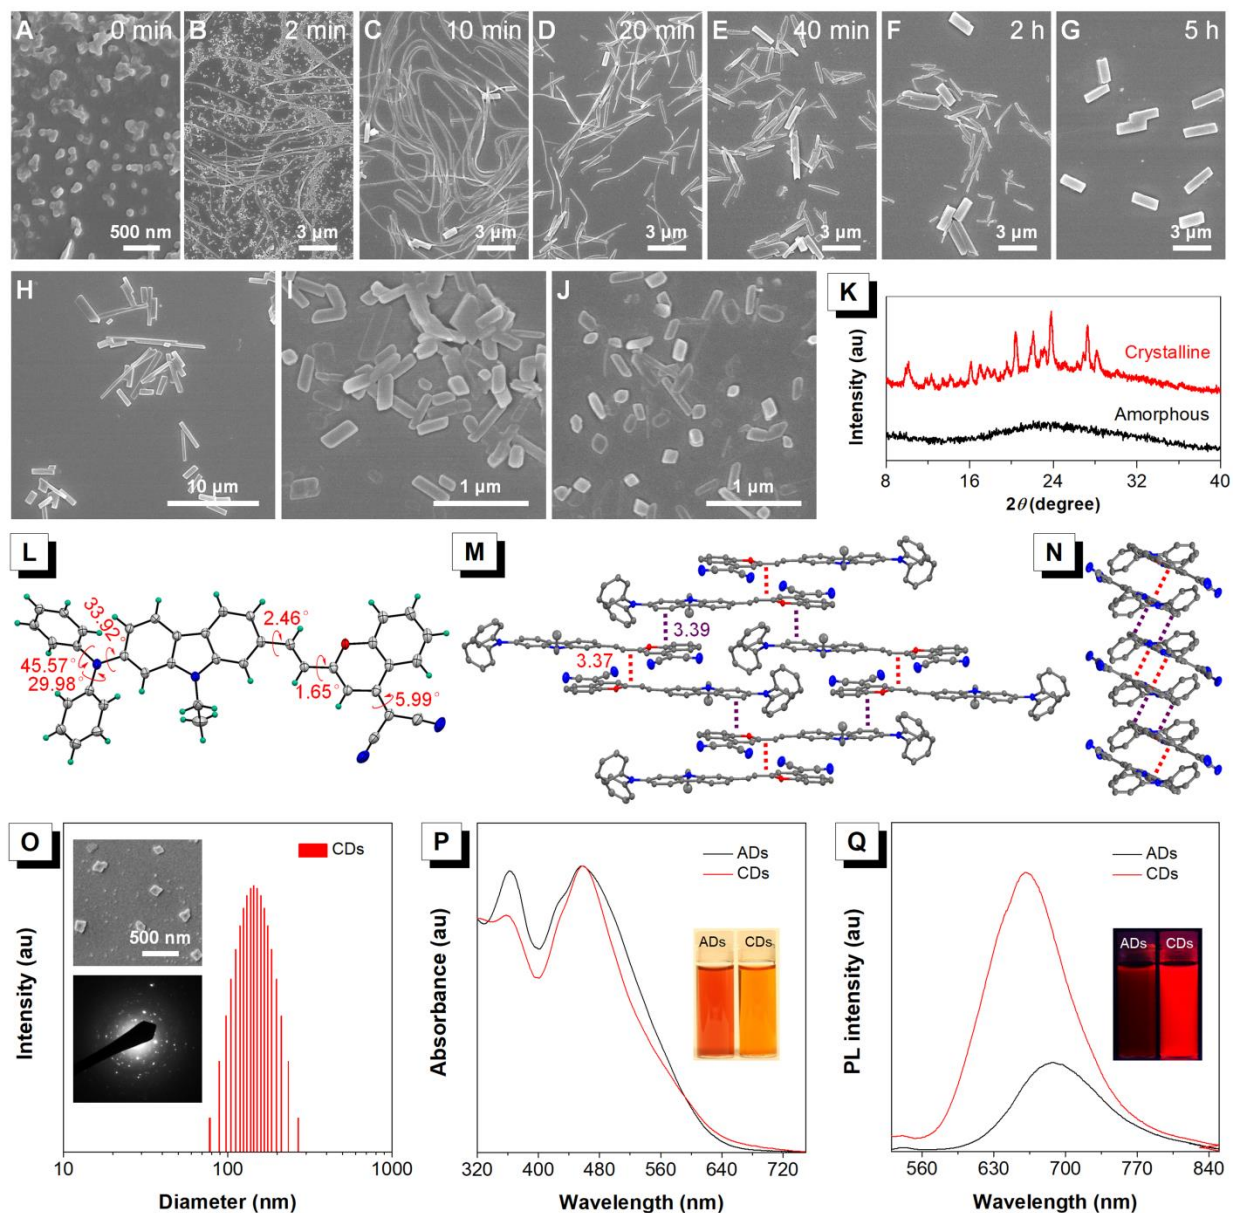 A 0 min
B 2 min
C 10 min
D 20 min
E 40 min
F 2 h
G 5 h
500 nm
3 µm
3 µm
3 µm
3 µm
3 µm
3 µm
H
10 µm
I
1 µm
J
1 µm
K
Intensity (au)
Crystalline
Amorphous
8 16 24 32 40
2θ (degree)
L
33.92°
45.57°
29.98°
2.46°
1.65°
5.99°
M
3.39
3.37
N
O
CDs
500 nm
Intensity (au)
10 100 1000
Diameter (nm)
P
ADs
CDs
ADs CDs
Absorbance (au)
320 400 480 560 640 720
Wavelength (nm)
Q
ADs
CDs
ADs CDs
PL intensity (au)
560 630 700 770 840
Wavelength (nm)